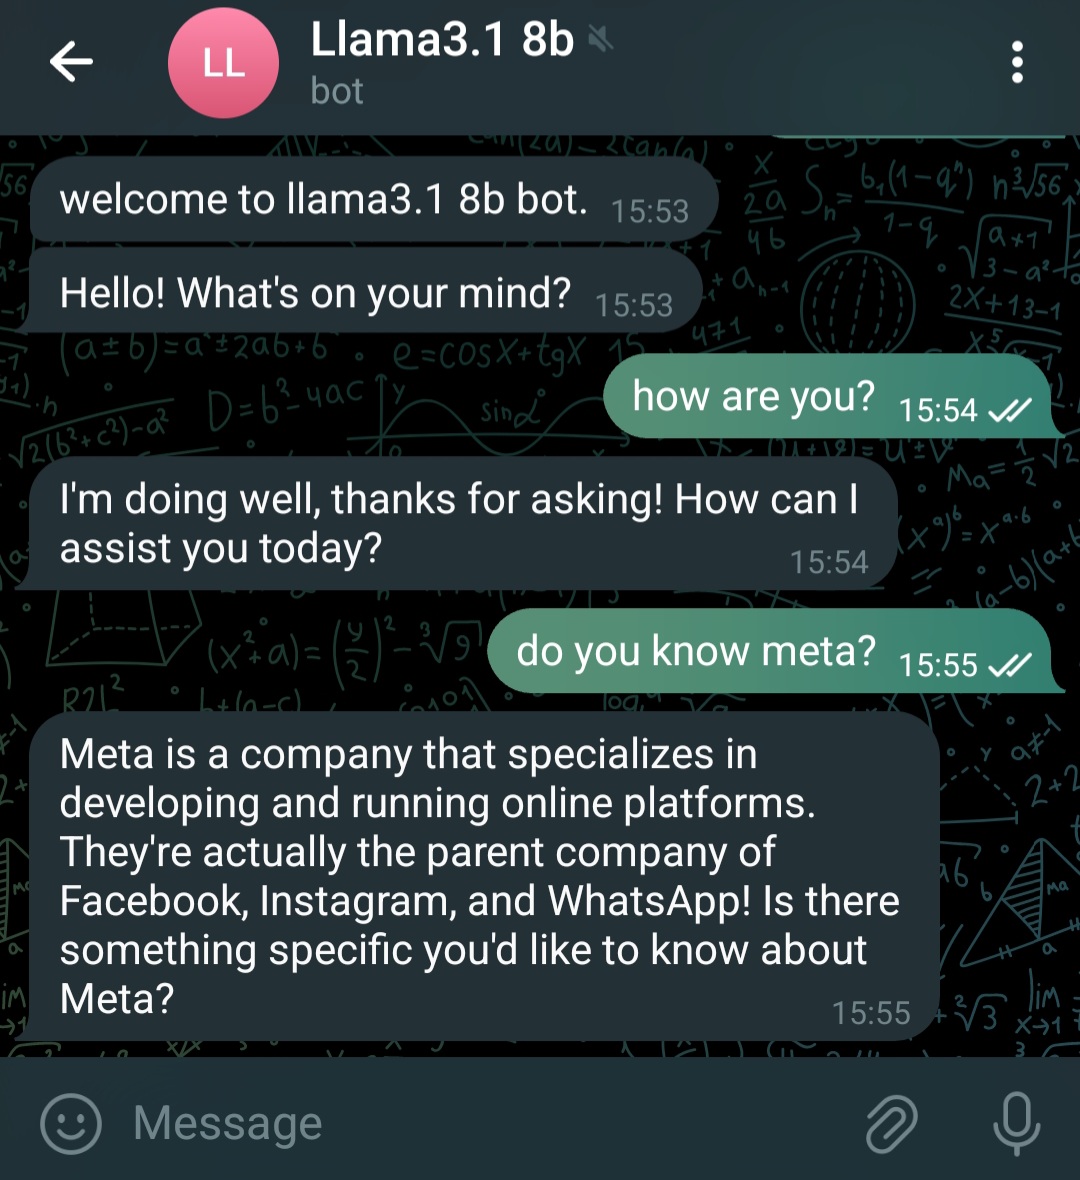 LL
Llama3.1 8b
bot
welcome to llama3.1 8b bot. 15:53
Hello! What's on your mind? 15:53
how are you? 15:54
I'm doing well, thanks for asking! How can I
assist you today?
15:54
do you know meta? 15:55
Meta is a company that specializes in
developing and running online platforms.
They're actually the parent company of
Facebook, Instagram, and WhatsApp! Is there
something specific you'd like to know about
Meta?
15:55
Message